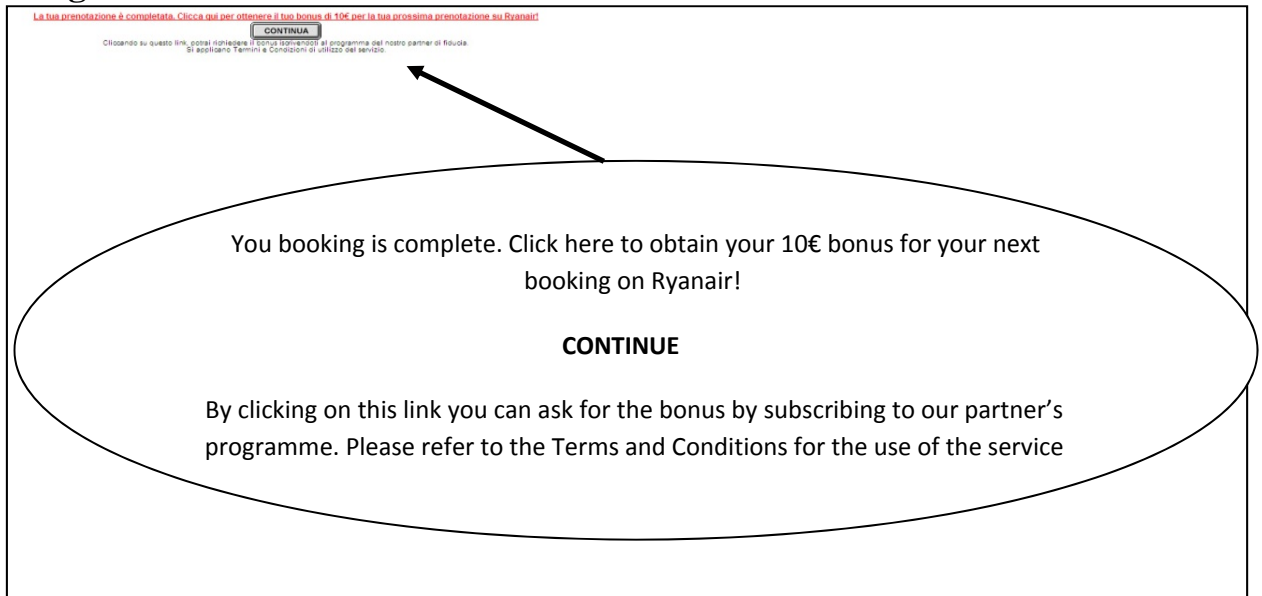 La tua prenotazione è completata. Clicca qui per ottenere il tuo bonus di 10€ per la tua prossima prenotazione su Ryanair!
CONTINUA
Cliccando su questo link, potrai richiedere il bonus iscrivendoti al programma del nostro partner di fiducia.
Si applicano Termini e Condizioni di utilizzo del servizio.
You booking is complete. Click here to obtain your 10€ bonus for your next
booking on Ryanair!
CONTINUE
By clicking on this link you can ask for the bonus by subscribing to our partner's
programme. Please refer to the Terms and Conditions for the use of the service